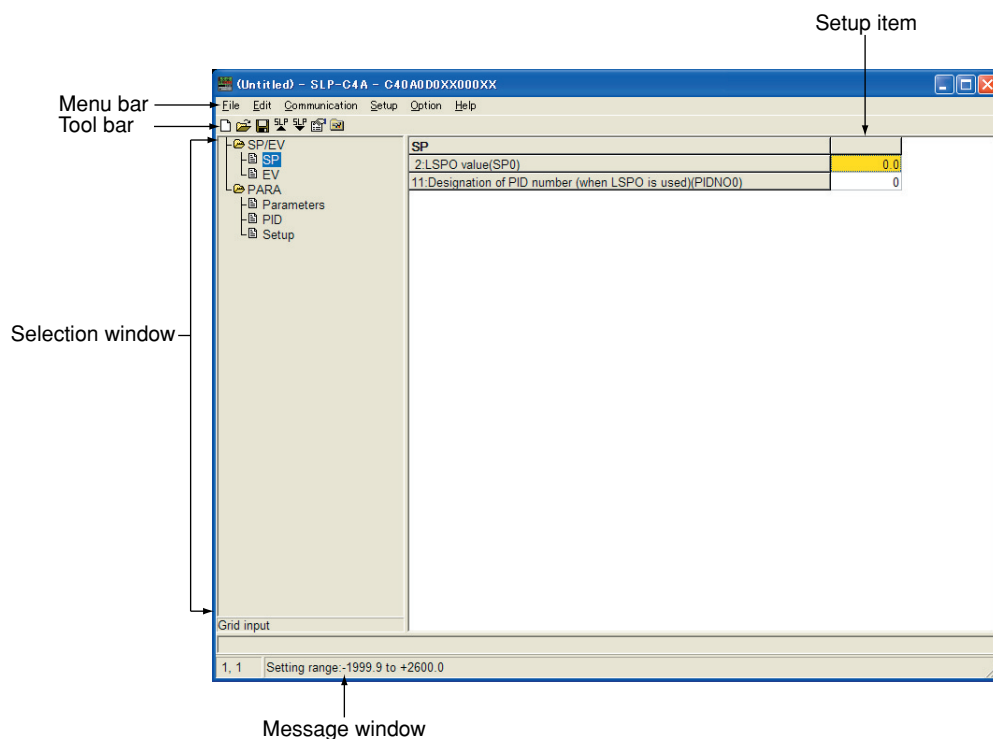 Setup item
(Untitled) - SLP-C4A - C40A0D0XX000XX
Menu bar
File Edit Communication Setup Option Help
Tool bar
SLP SLP
SP/EV
SP
EV
PARA
Parameters
PID
Setup
SP
2:LSPO value(SP0) 0.0
11:Designation of PID number (when LSPO is used)(PIDNO0) 0
Selection window
Grid input
1, 1 Setting range:-1999.9 to +2600.0
Message window